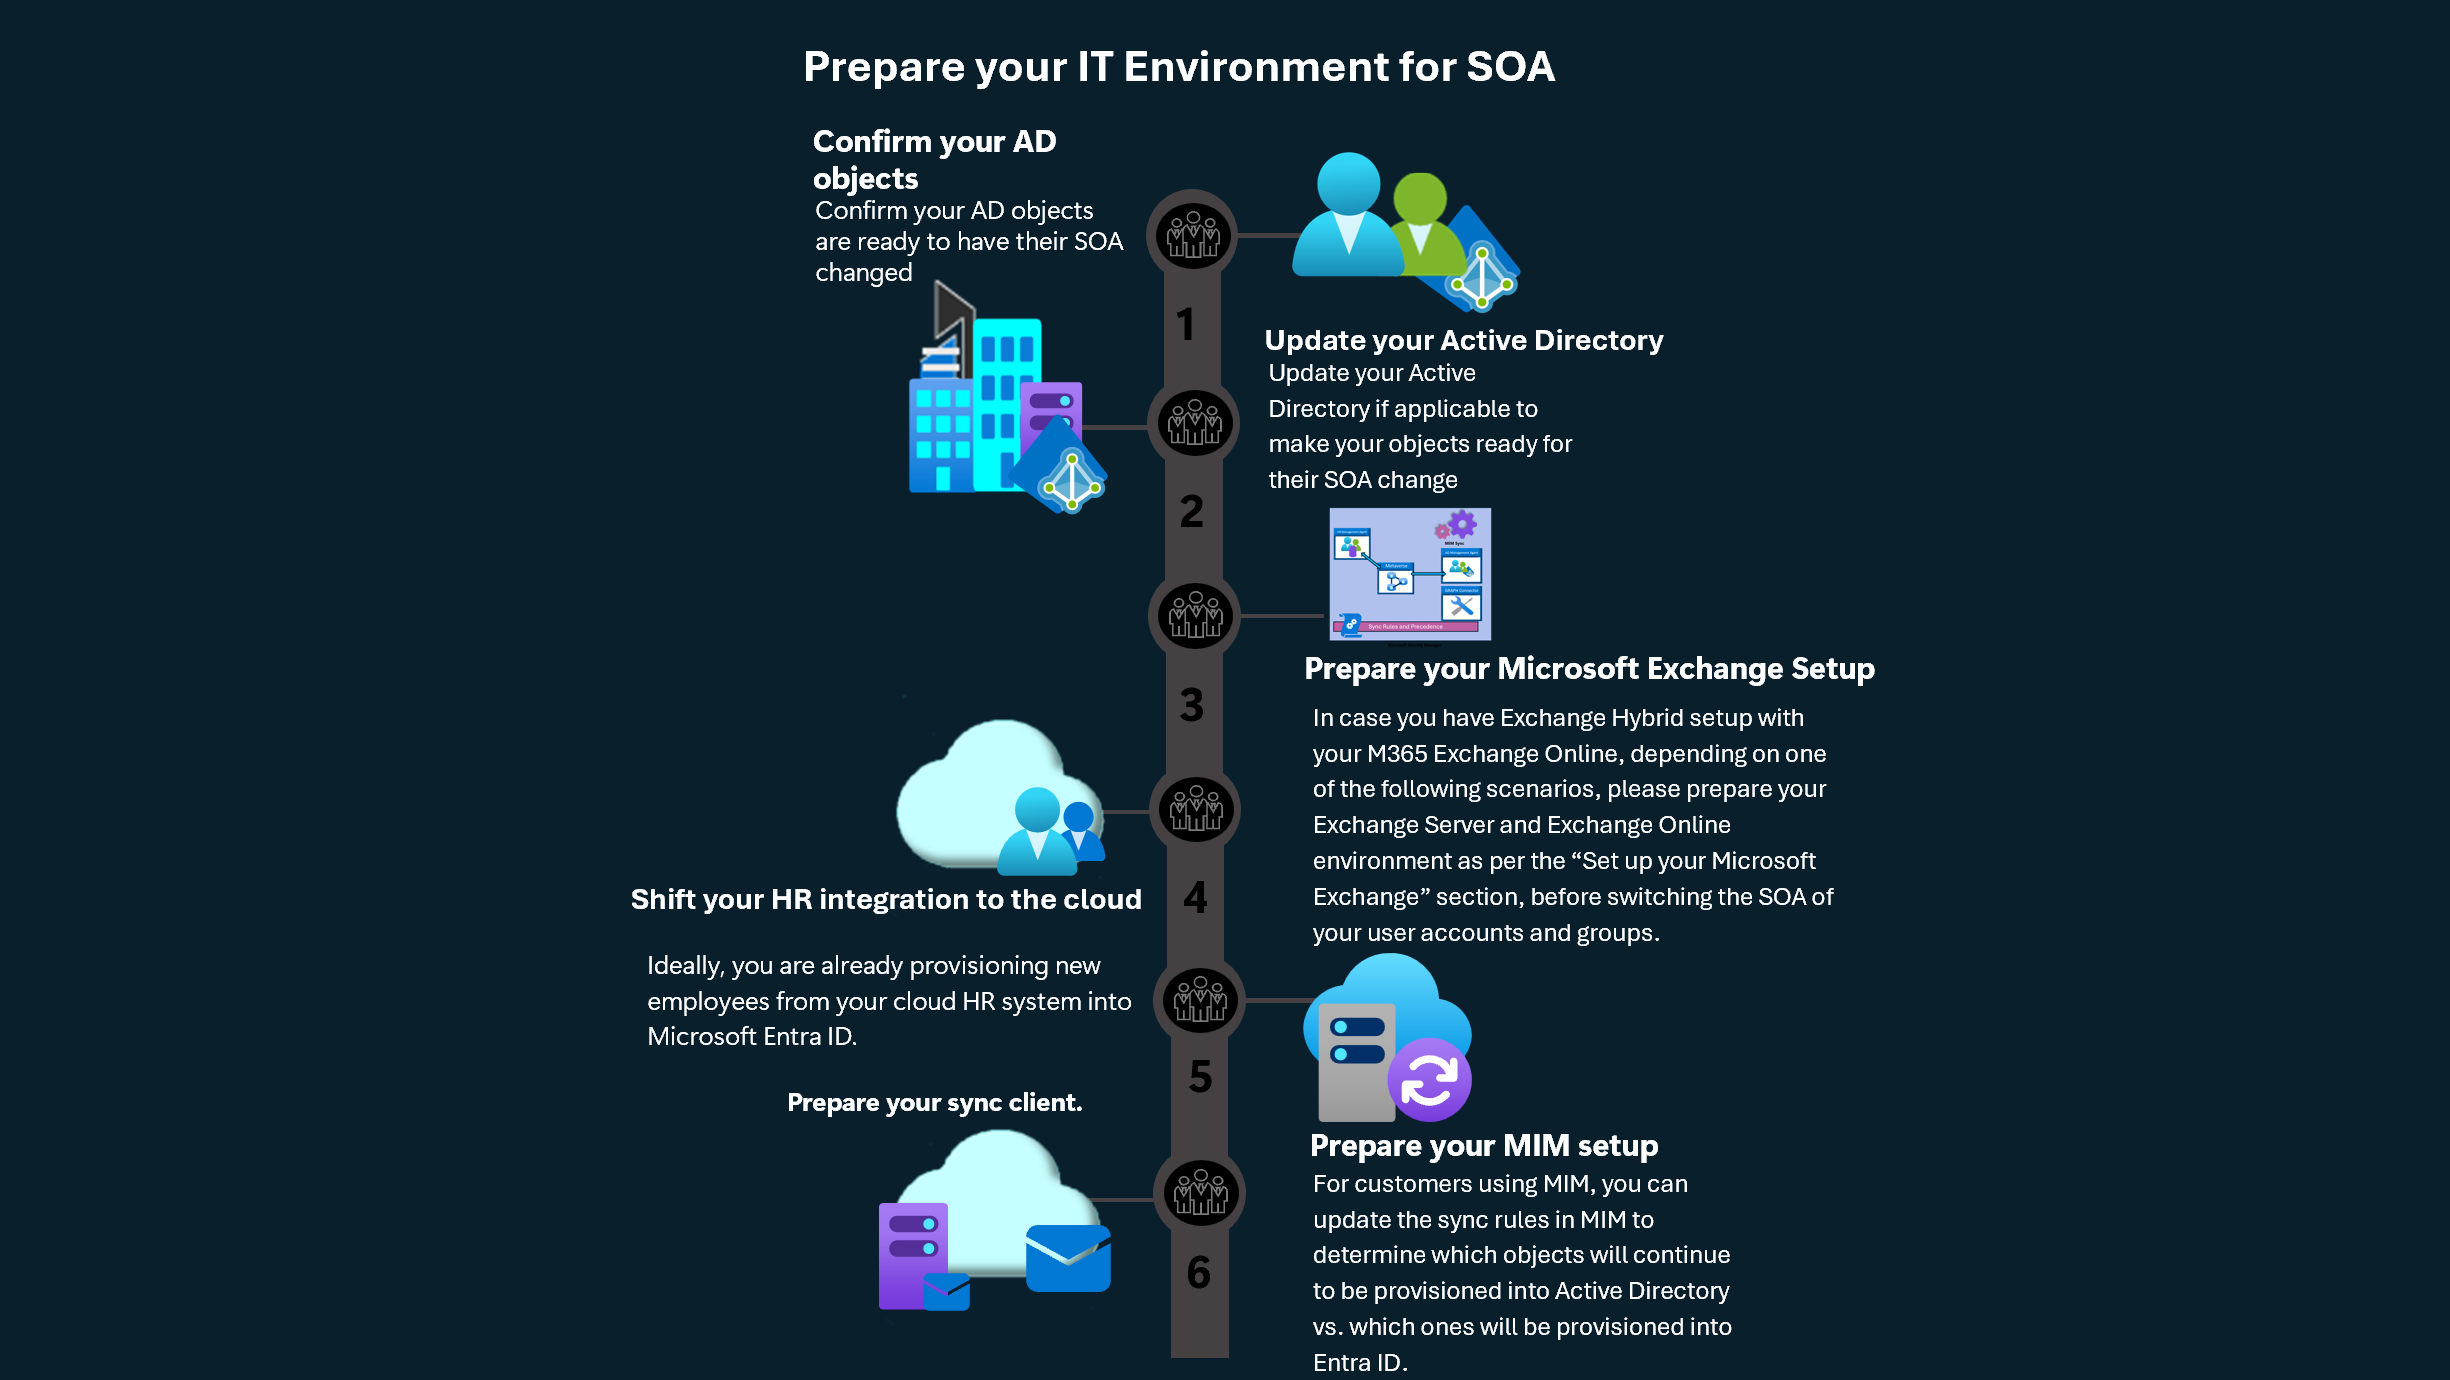 Prepare your IT Environment for SOA
Confirm your AD
objects
Confirm your AD objects
are ready to have their SOA
changed
1
Update your Active Directory
Update your Active
Directory if applicable to
make your objects ready for
their SOA change
2
MIM Sync
Metaverse
Sync Rules and Precedence
Prepare your Microsoft Exchange Setup
In case you have Exchange Hybrid setup with
your M365 Exchange Online, depending on one
of the following scenarios, please prepare your
Exchange Server and Exchange Online
environment as per the “Set up your Microsoft
Exchange” section, before switching the SOA of
your user accounts and groups.
3
Shift your HR integration to the cloud
Ideally, you are already provisioning new
employees from your cloud HR system into
Microsoft Entra ID.
4
5
Prepare your MIM setup
For customers using MIM, you can
update the sync rules in MIM to
determine which objects will continue
to be provisioned into Active Directory
vs. which ones will be provisioned into
Entra ID.
Prepare your sync client.
6